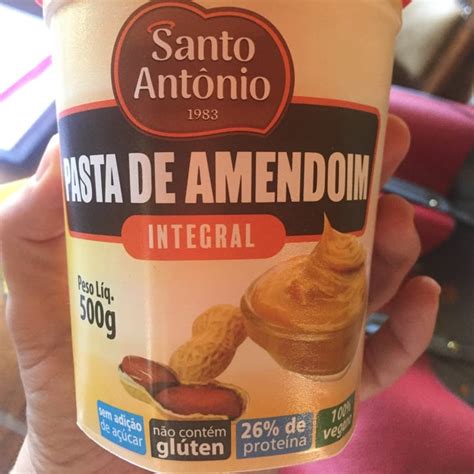 Santo
Antônio
1983
PASTA DE AMENDOIM
INTEGRAL
Peso Líq.
500g
sem adição
de açúcar
não contém
glúten
26% de
proteína
100%
vegano